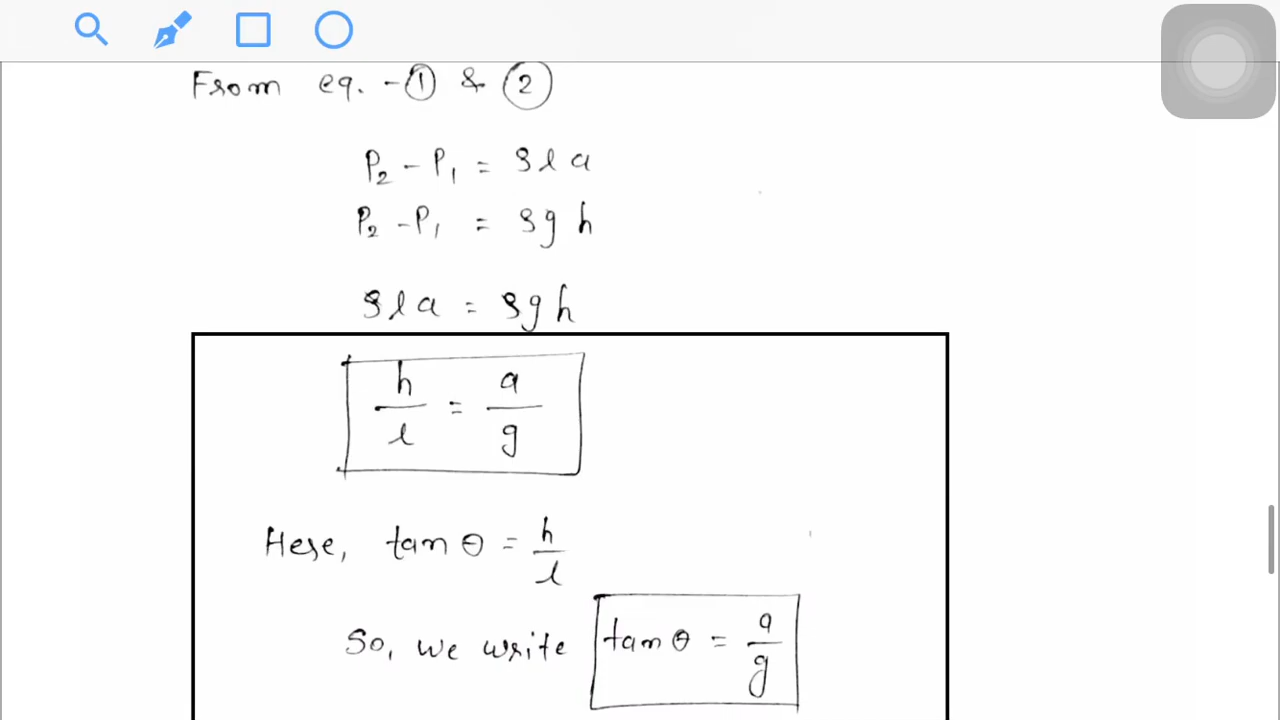 From eq. -① & ②
P₂ - P₁ = ρ l a
P₂ - P₁ = ρ g h
ρ l a = ρ g h
h/l = a/g
Here, tan θ = h/l
So, we write tan θ = a/g